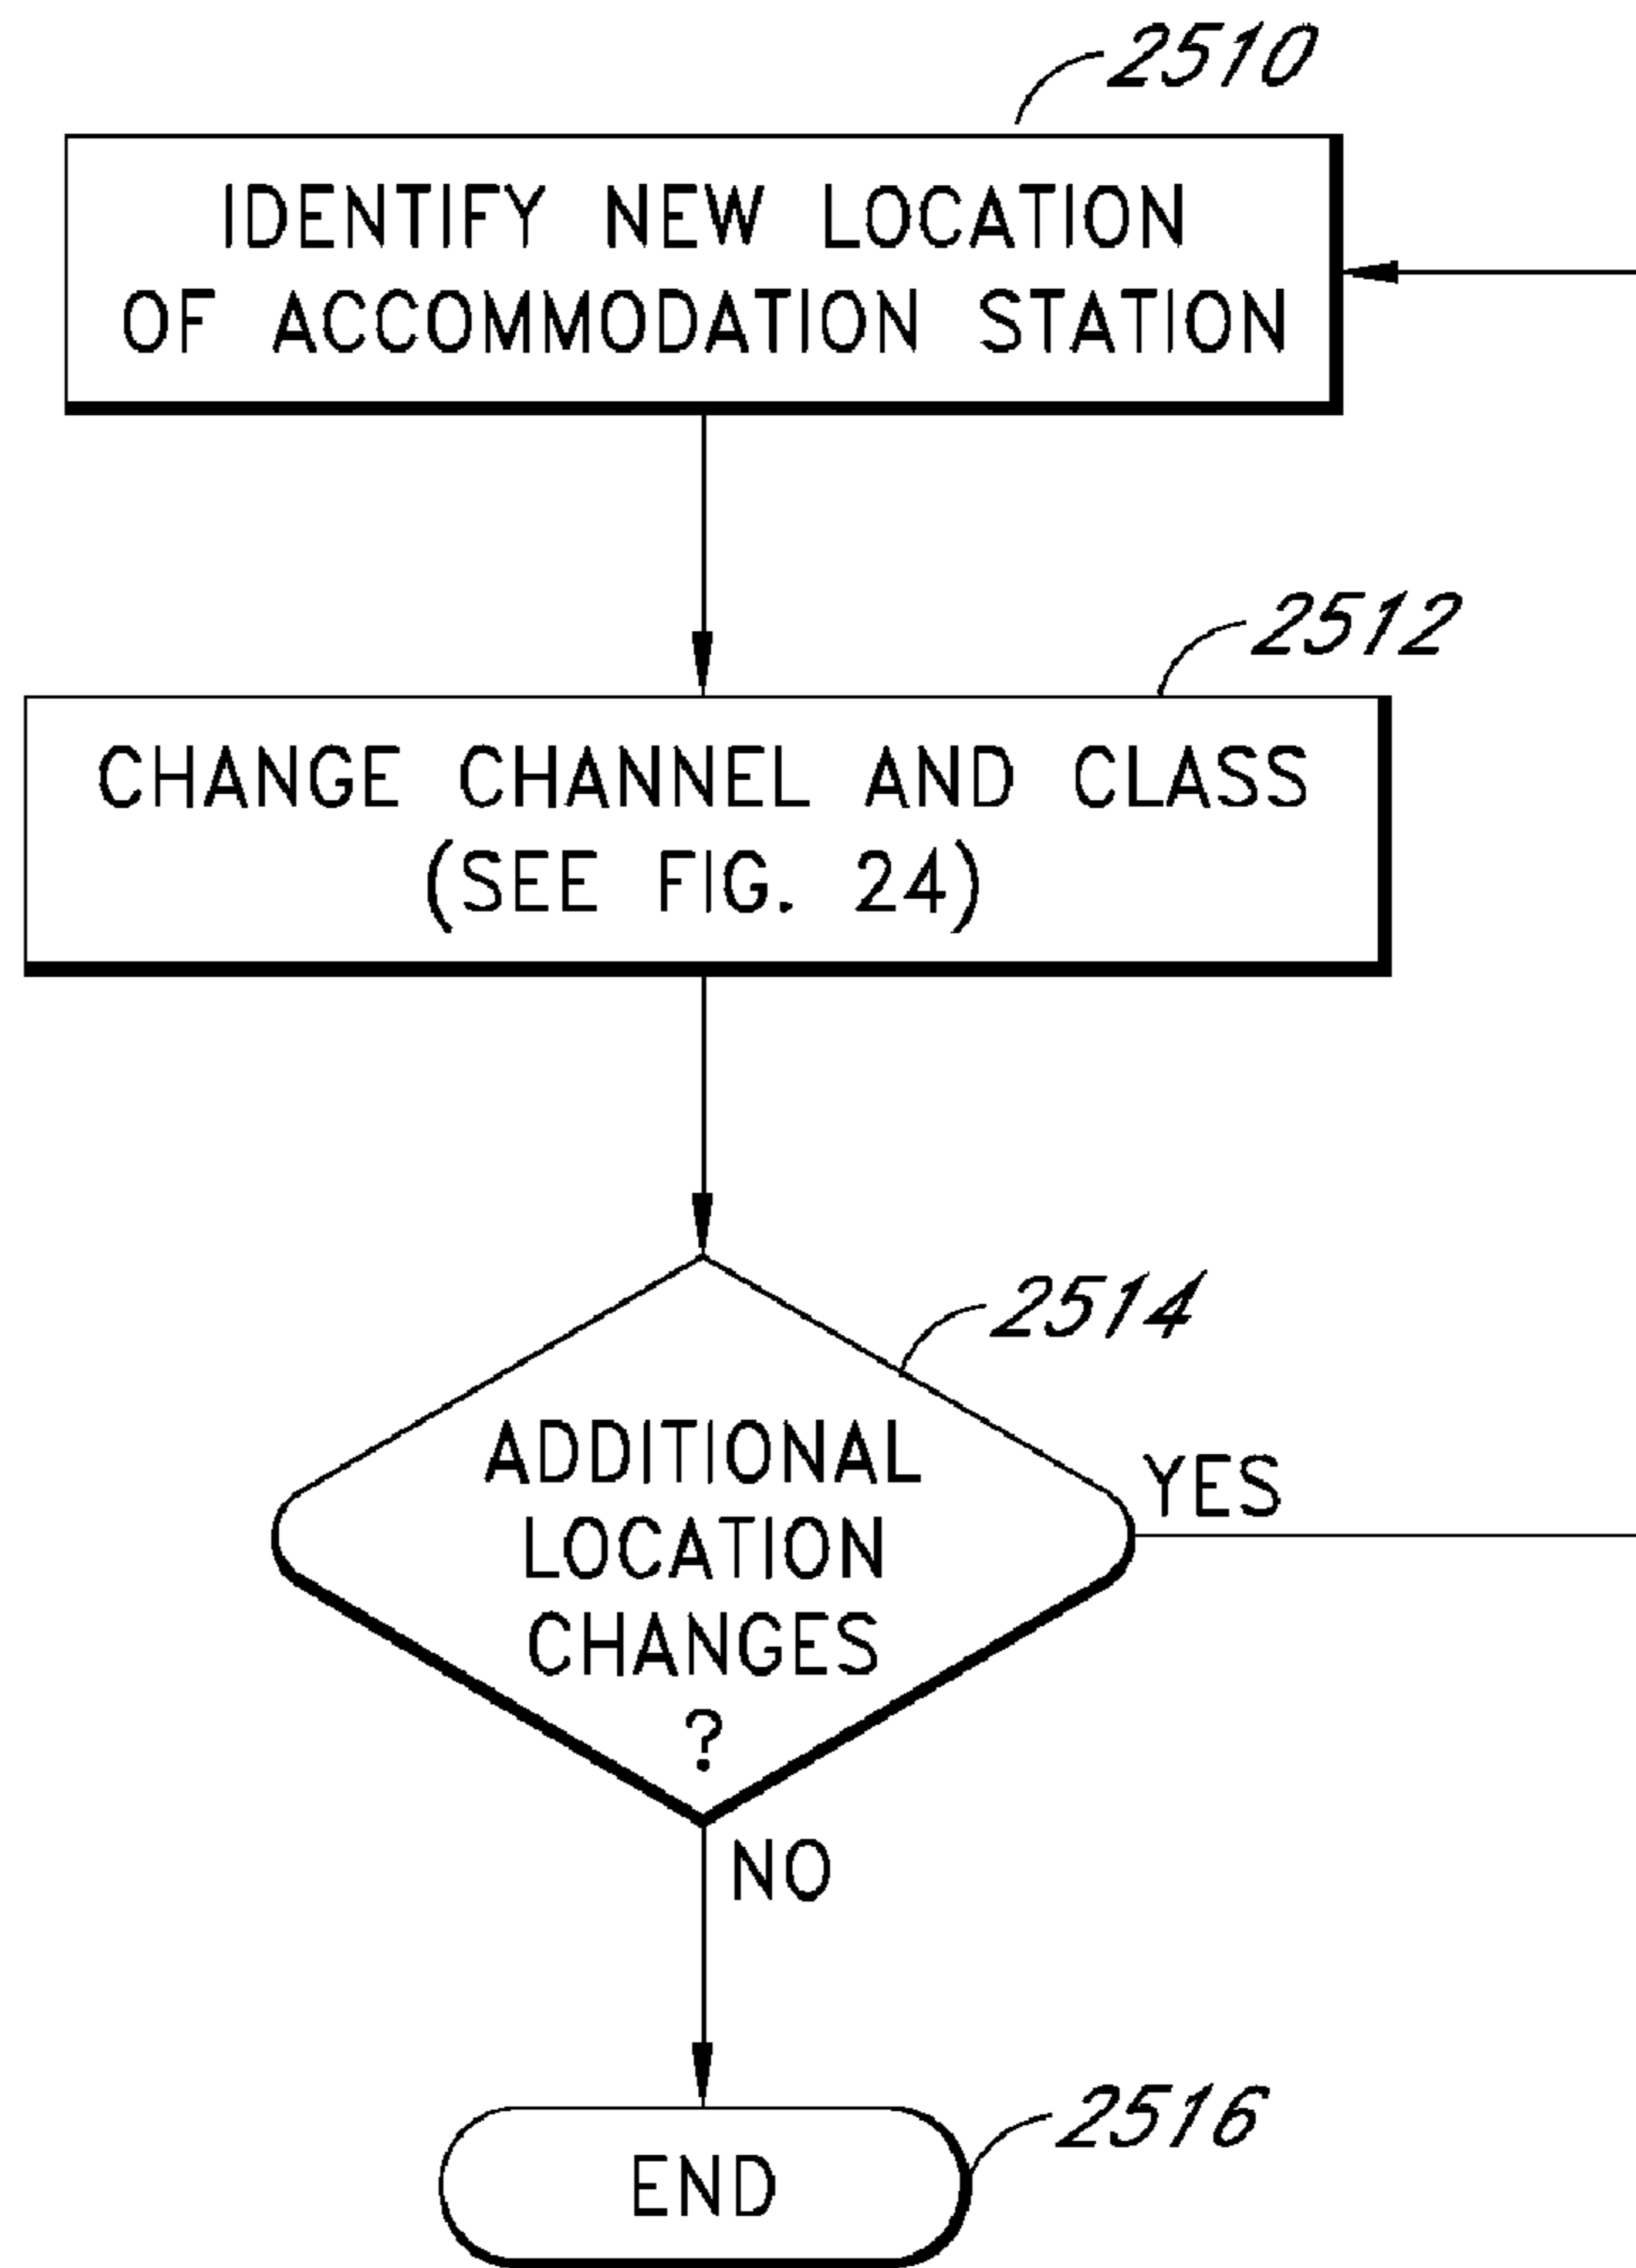 2510
IDENTIFY NEW LOCATION
OF ACCOMMODATION STATION
2512
CHANGE CHANNEL AND CLASS
(SEE FIG. 24)
2514
ADDITIONAL
LOCATION
CHANGES
?
YES
NO
2516
END